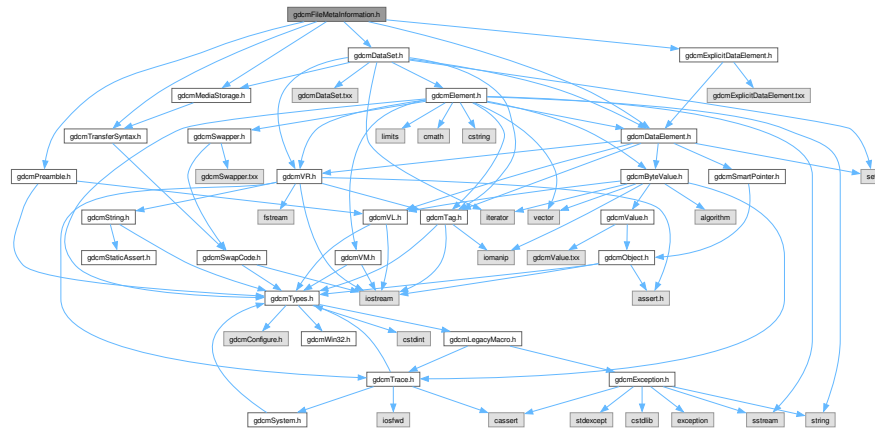 gdcmFileMetaInformation.h
gdcmDataSet.h
gdcmExplicitDataElement.h
gdcmMediaStorage.h
gdcmDataSet.txx
gdcmElement.h
gdcmExplicitDataElement.txx
gdcmTransferSyntax.h
gdcmSwapper.h
limits
cmath
cstring
gdcmDataElement.h
gdcmPreamble.h
gdcmSwapper.txx
gdcmVR.h
gdcmByteValue.h
gdcmSmartPointer.h
set
gdcmString.h
fstream
gdcmVL.h
gdcmTag.h
iterator
vector
gdcmValue.h
algorithm
gdcmStaticAssert.h
gdcmSwapCode.h
gdcmVM.h
iomanip
gdcmValue.txx
gdcmObject.h
gdcmTypes.h
iostream
assert.h
gdcmConfigure.h
gdcmWin32.h
cstdint
gdcmLegacyMacro.h
gdcmTrace.h
gdcmException.h
gdcmSystem.h
iosfwd
cassert
stdexcept
cstdlib
exception
sstream
string